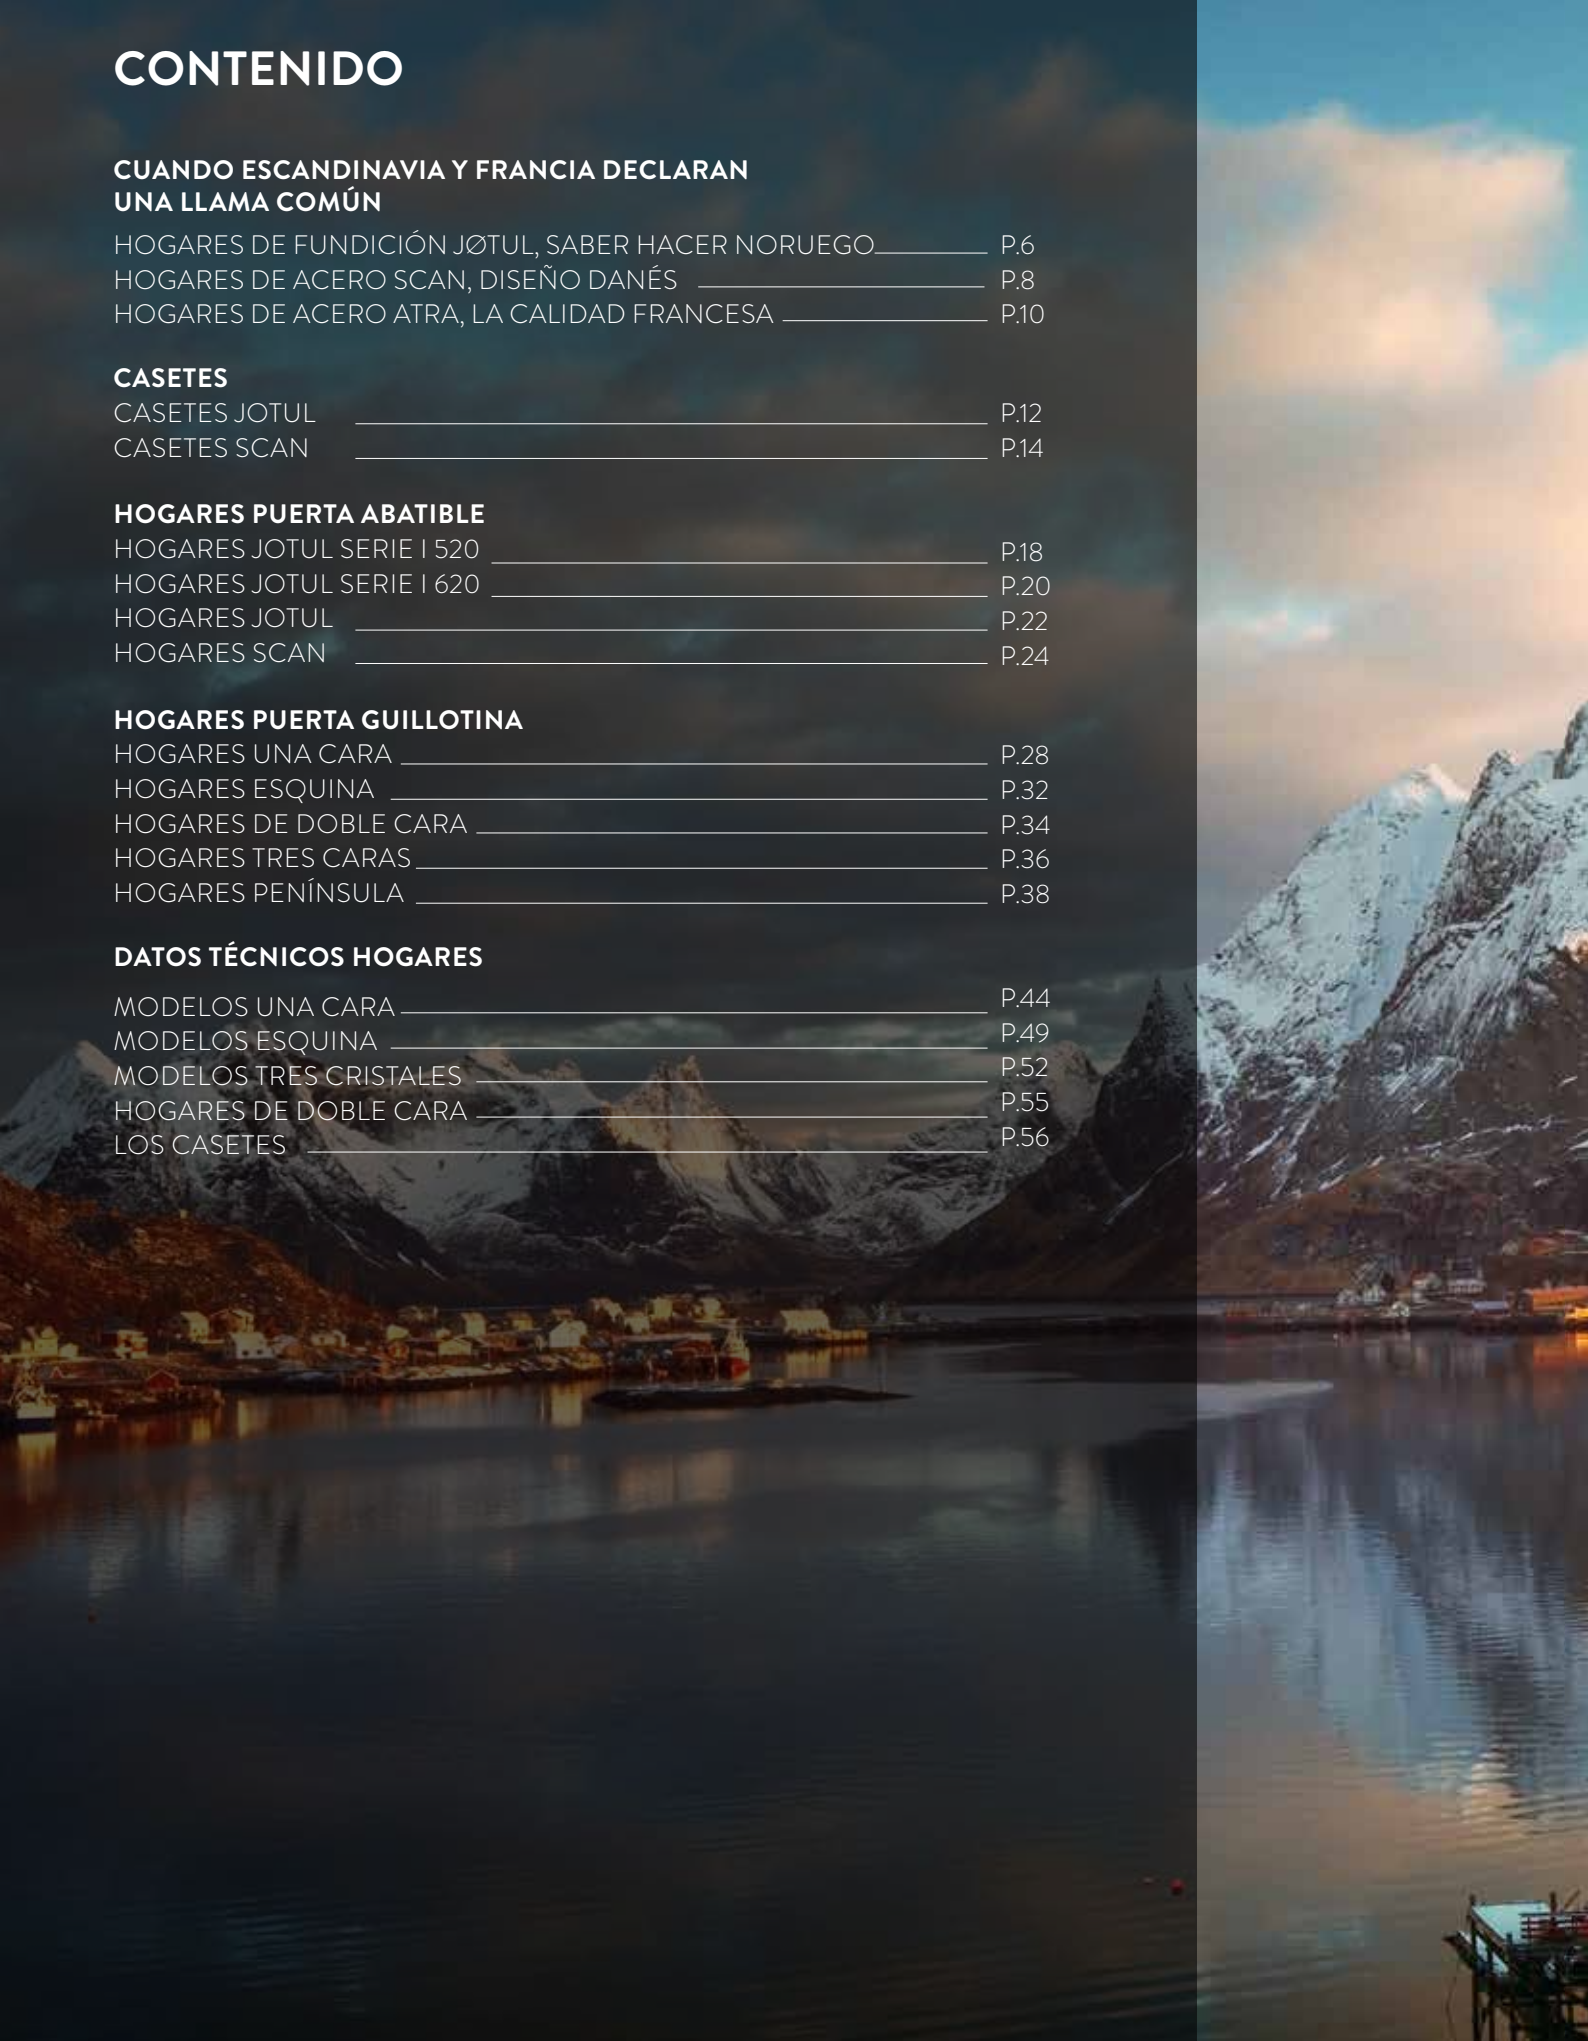 CONTENIDO
CUANDO ESCANDINAVIA Y FRANCIA DECLARAN
UNA LLAMA COMÚN
HOGARES DE FUNDICIÓN JØTUL, SABER HACER NORUEGO P.6
HOGARES DE ACERO SCAN, DISEÑO DANÉS P.8
HOGARES DE ACERO ATRA, LA CALIDAD FRANCESA P.10
CASETES
CASETES JOTUL P.12
CASETES SCAN P.14
HOGARES PUERTA ABATIBLE
HOGARES JOTUL SERIE I 520 P.18
HOGARES JOTUL SERIE I 620 P.20
HOGARES JOTUL P.22
HOGARES SCAN P.24
HOGARES PUERTA GUILLOTINA
HOGARES UNA CARA P.28
HOGARES ESQUINA P.32
HOGARES DE DOBLE CARA P.34
HOGARES TRES CARAS P.36
HOGARES PENÍNSULA P.38
DATOS TÉCNICOS HOGARES
MODELOS UNA CARA P.44
MODELOS ESQUINA P.49
MODELOS TRES CRISTALES P.52
HOGARES DE DOBLE CARA P.55
LOS CASETES P.56